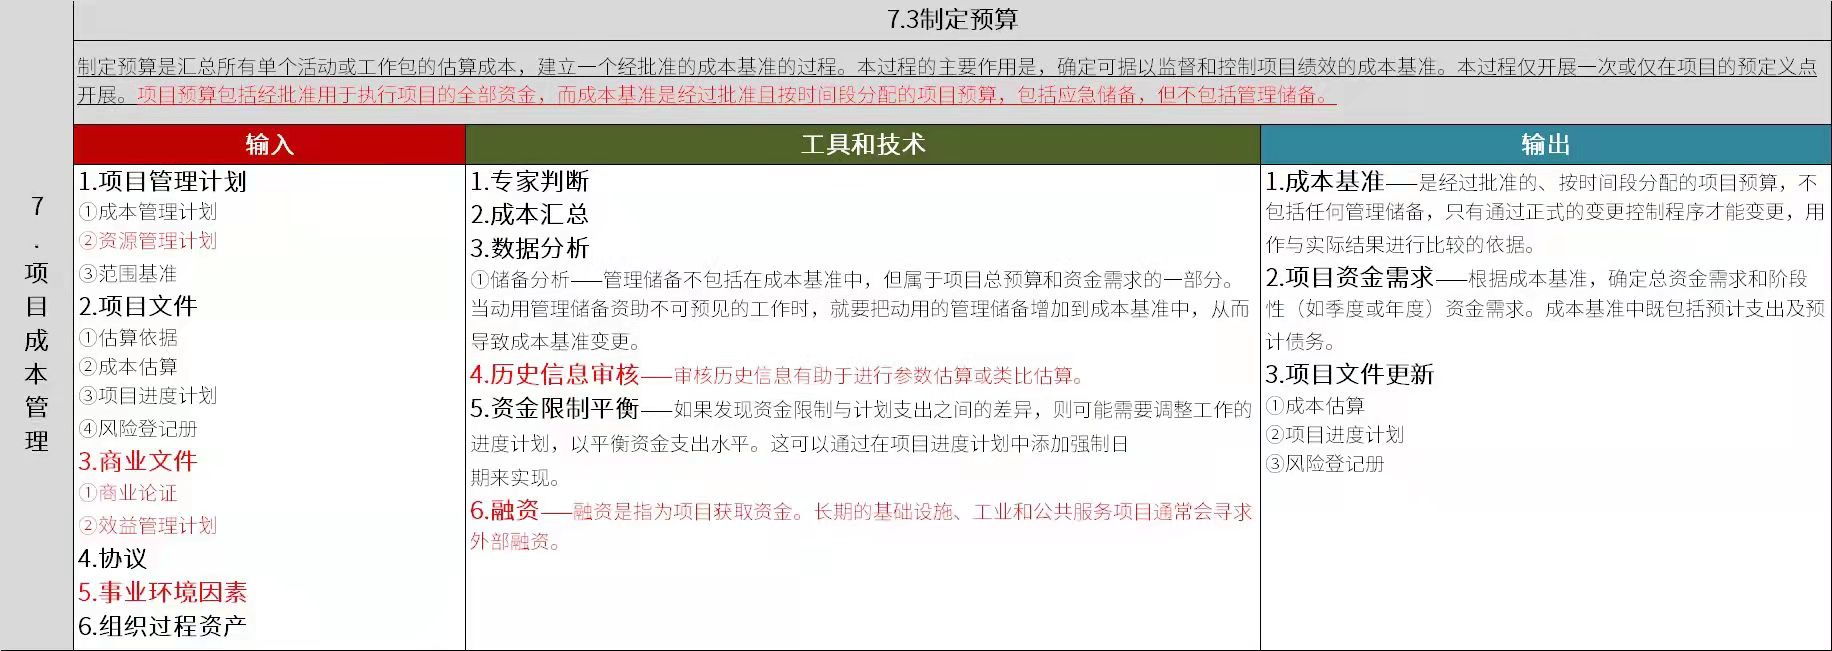 7.3制定预算
制定预算是汇总所有单个活动或工作包的估算成本，建立一个经批准的成本基准的过程。本过程的主要作用是，确定可据以监督和控制项目绩效的成本基准。本过程仅开展一次或仅在项目的预定义点
开展。项目预算包括经批准用于执行项目的全部资金，而成本基准是经过批准且按时间段分配的项目预算，包括应急储备，但不包括管理储备。
7.项目成本管理
输入
1.项目管理计划
①成本管理计划
②资源管理计划
③范围基准
2.项目文件
①估算依据
②成本估算
③项目进度计划
④风险登记册
3.商业文件
①商业论证
②效益管理计划
4.协议
5.事业环境因素
6.组织过程资产
工具和技术
1.专家判断
2.成本汇总
3.数据分析
①储备分析——管理储备不包括在成本基准中，但属于项目总预算和资金需求的一部分。
当动用管理储备资助不可预见的工作时，就要把动用的管理储备增加到成本基准中，从而
导致成本基准变更。
4.历史信息审核——审核历史信息有助于进行参数估算或类比估算。
5.资金限制平衡——如果发现资金限制与计划支出之间的差异，则可能需要调整工作的
进度计划，以平衡资金支出水平。这可以通过在项目进度计划中添加强制日
期来实现。
6.融资——融资是指为项目获取资金。长期的基础设施、工业和公共服务项目通常会寻求
外部融资。
输出
1.成本基准——是经过批准的、按时间段分配的项目预算，不
包括任何管理储备，只有通过正式的变更控制程序才能变更，用
作与实际结果进行比较的依据。
2.项目资金需求——根据成本基准，确定总资金需求和阶段
性（如季度或年度）资金需求。成本基准中既包括预计支出及预
计债务。
3.项目文件更新
①成本估算
②项目进度计划
③风险登记册